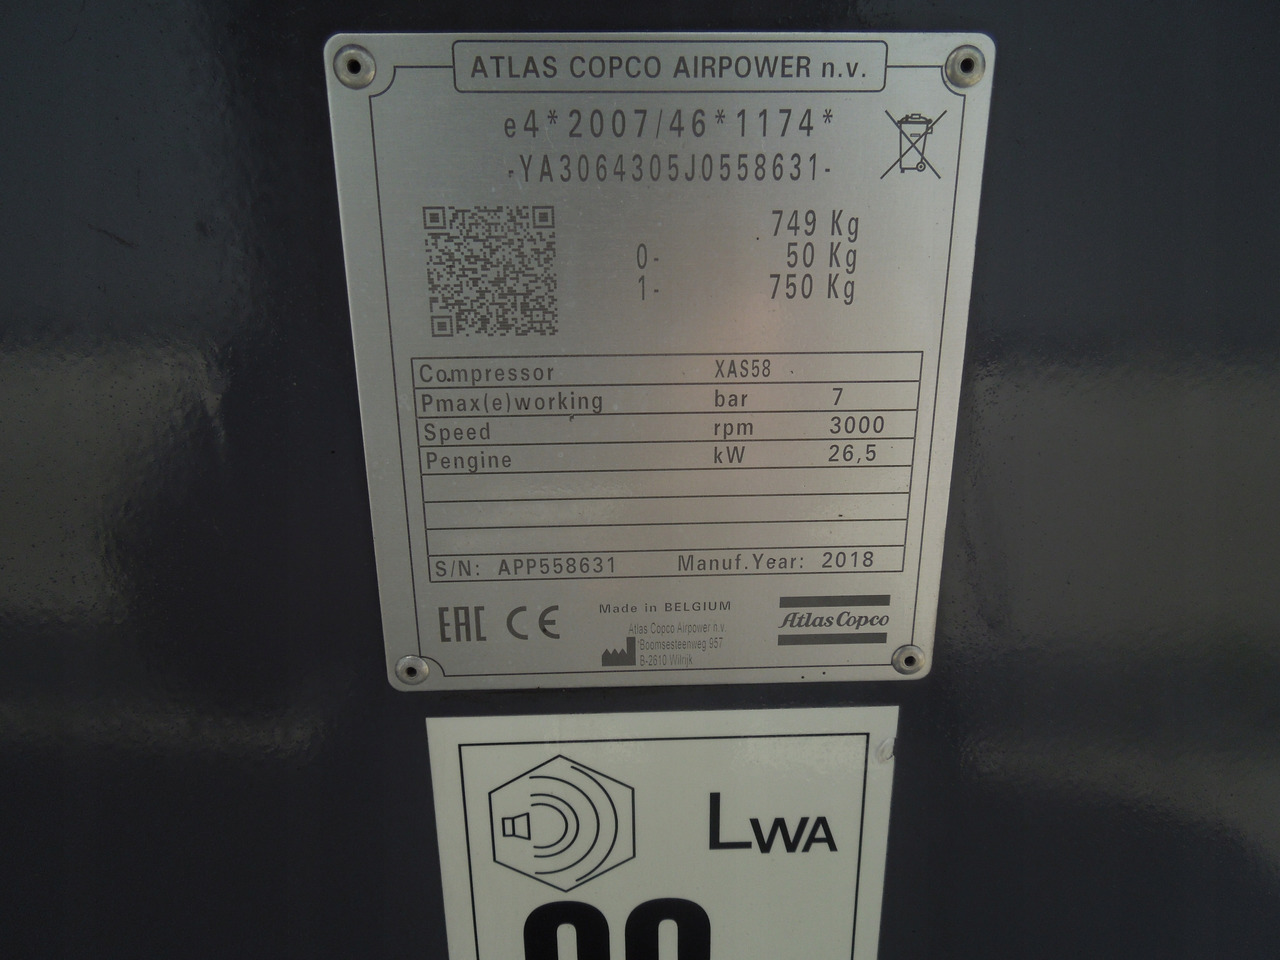 ATLAS COPCO AIRPOWER n.v.
e4*2007/46*1174*
-YA3064305J0558631-
749 Kg
0- 50 Kg
1- 750 Kg
Compressor XAS58
Pmax(e)working bar 7
Speed rpm 3000
Pengine kW 26,5
S/N: APP558631 Manuf.Year: 2018
EAC CE Made in BELGIUM Atlas Copco
Atlas Copco Airpower n.v.
Boomsesteenweg 957
B-2610 Wilrijk
LWA